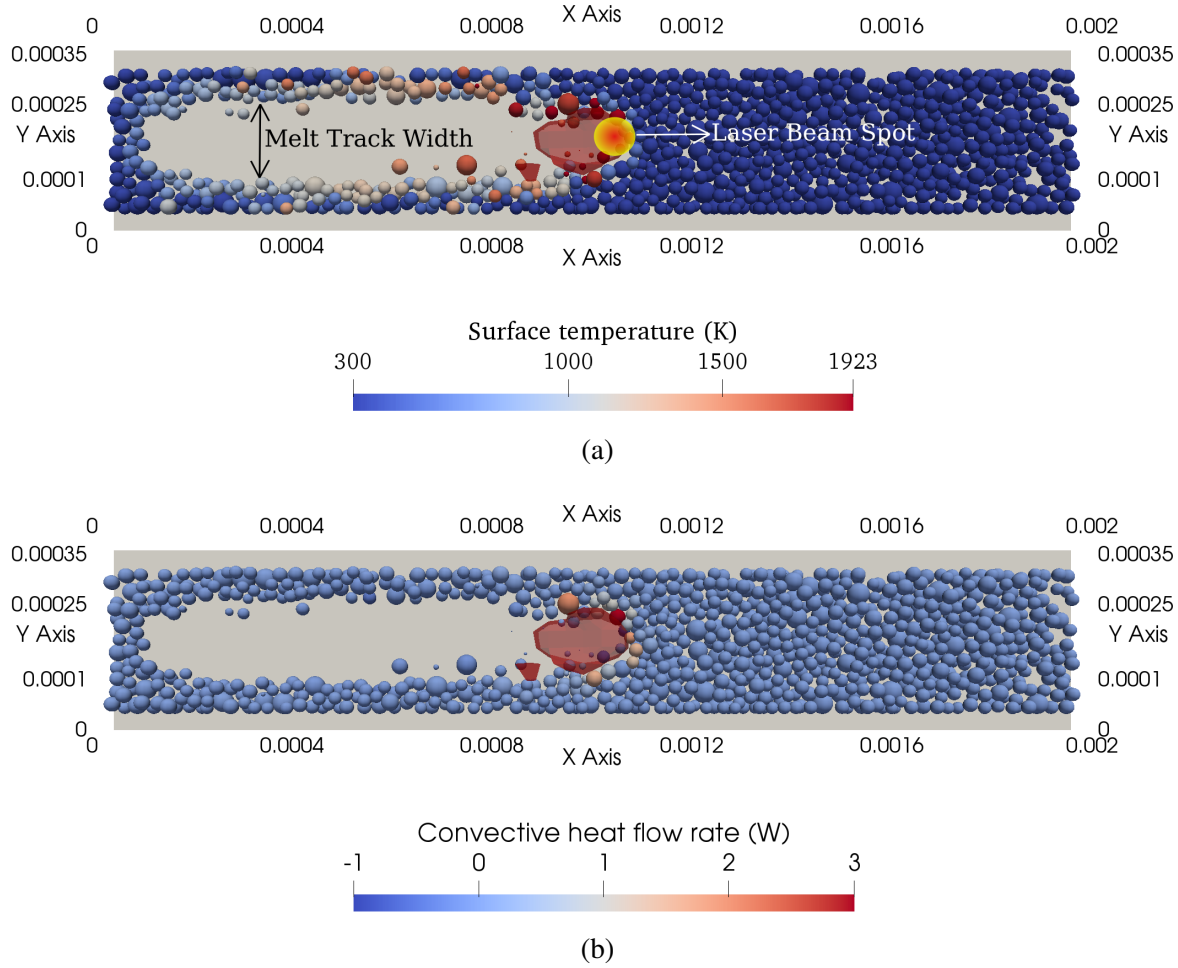 X Axis
0 0.0004 0.0008 0.0012 0.0016 0.002
0.00035 0.00035
0.00025 0.00025
Y Axis Melt Track Width Laser Beam Spot Y Axis
0.0001 0.0001
0 0
0 0.0004 0.0008 0.0012 0.0016 0.002
X Axis
Surface temperature (K)
300 1000 1500 1923
(a)
X Axis
0 0.0004 0.0008 0.0012 0.0016 0.002
0.00035 0.00035
0.00025 0.00025
Y Axis Y Axis
0.0001 0.0001
0 0
0 0.0004 0.0008 0.0012 0.0016 0.002
X Axis
Convective heat flow rate (W)
-1 0 1 2 3
(b)